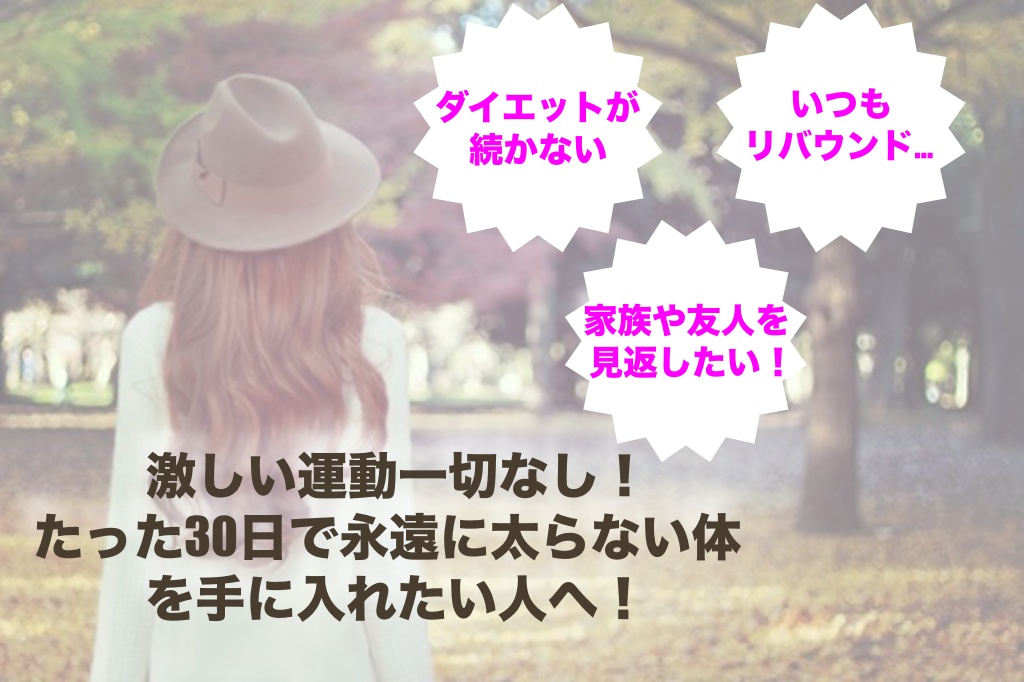 ダイエットが
続かない
いつも
リバウンド...
家族や友人を
見返したい！
激しい運動一切なし！
たった30日で永遠に太らない体
を手に入れたい人へ！